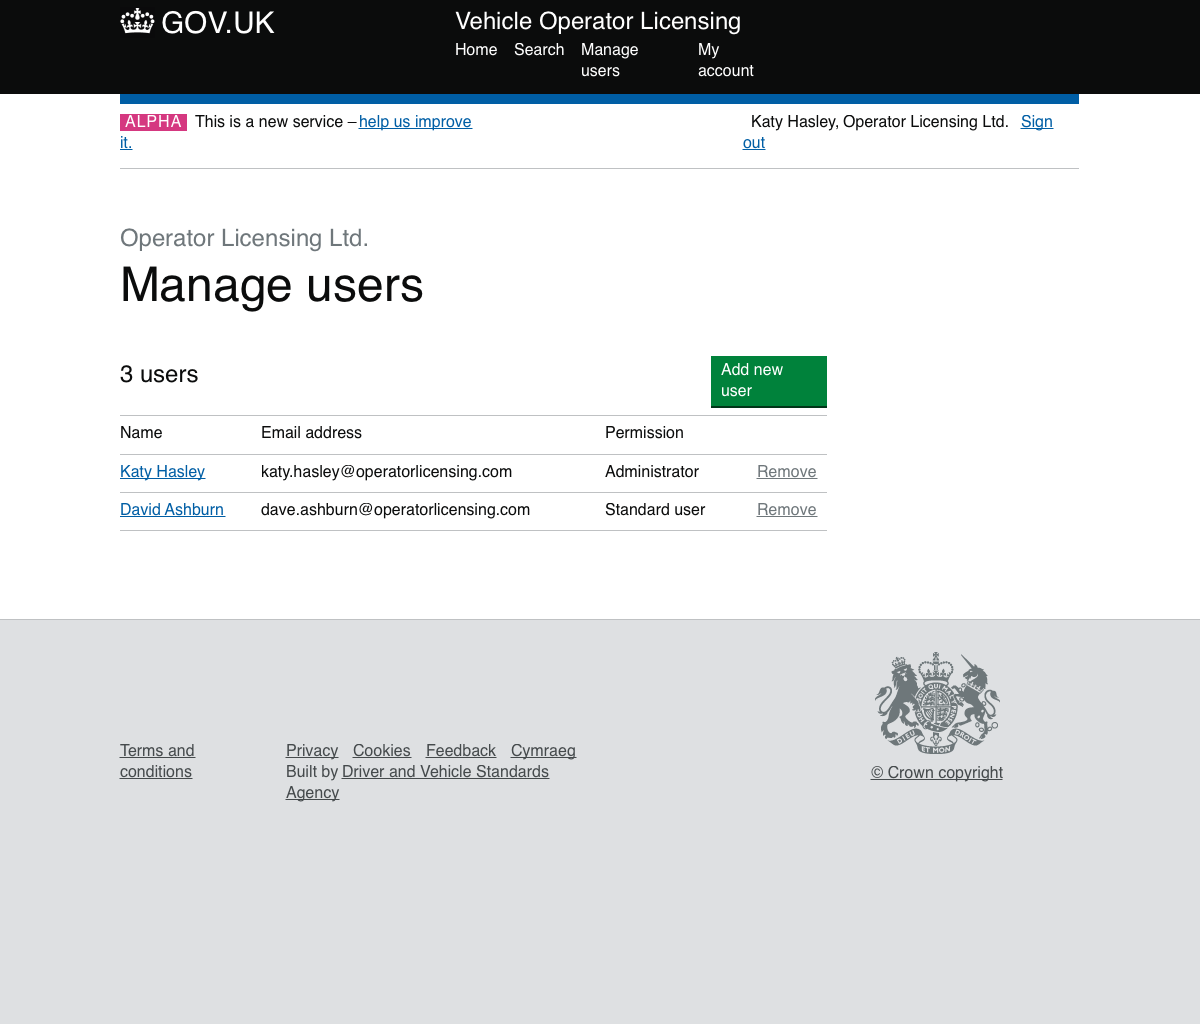 GOV.UK
Vehicle Operator Licensing
Home Search Manage users My account
ALPHA This is a new service – help us improve it.
Katy Hasley, Operator Licensing Ltd. Sign out
Operator Licensing Ltd.
Manage users
3 users
Add new user
Name Email address Permission
Katy Hasley katy.hasley@operatorlicensing.com Administrator Remove
David Ashburn dave.ashburn@operatorlicensing.com Standard user Remove
DIEU ET MON DROIT
Terms and conditions
Privacy Cookies Feedback Cymraeg
Built by Driver and Vehicle Standards Agency
© Crown copyright